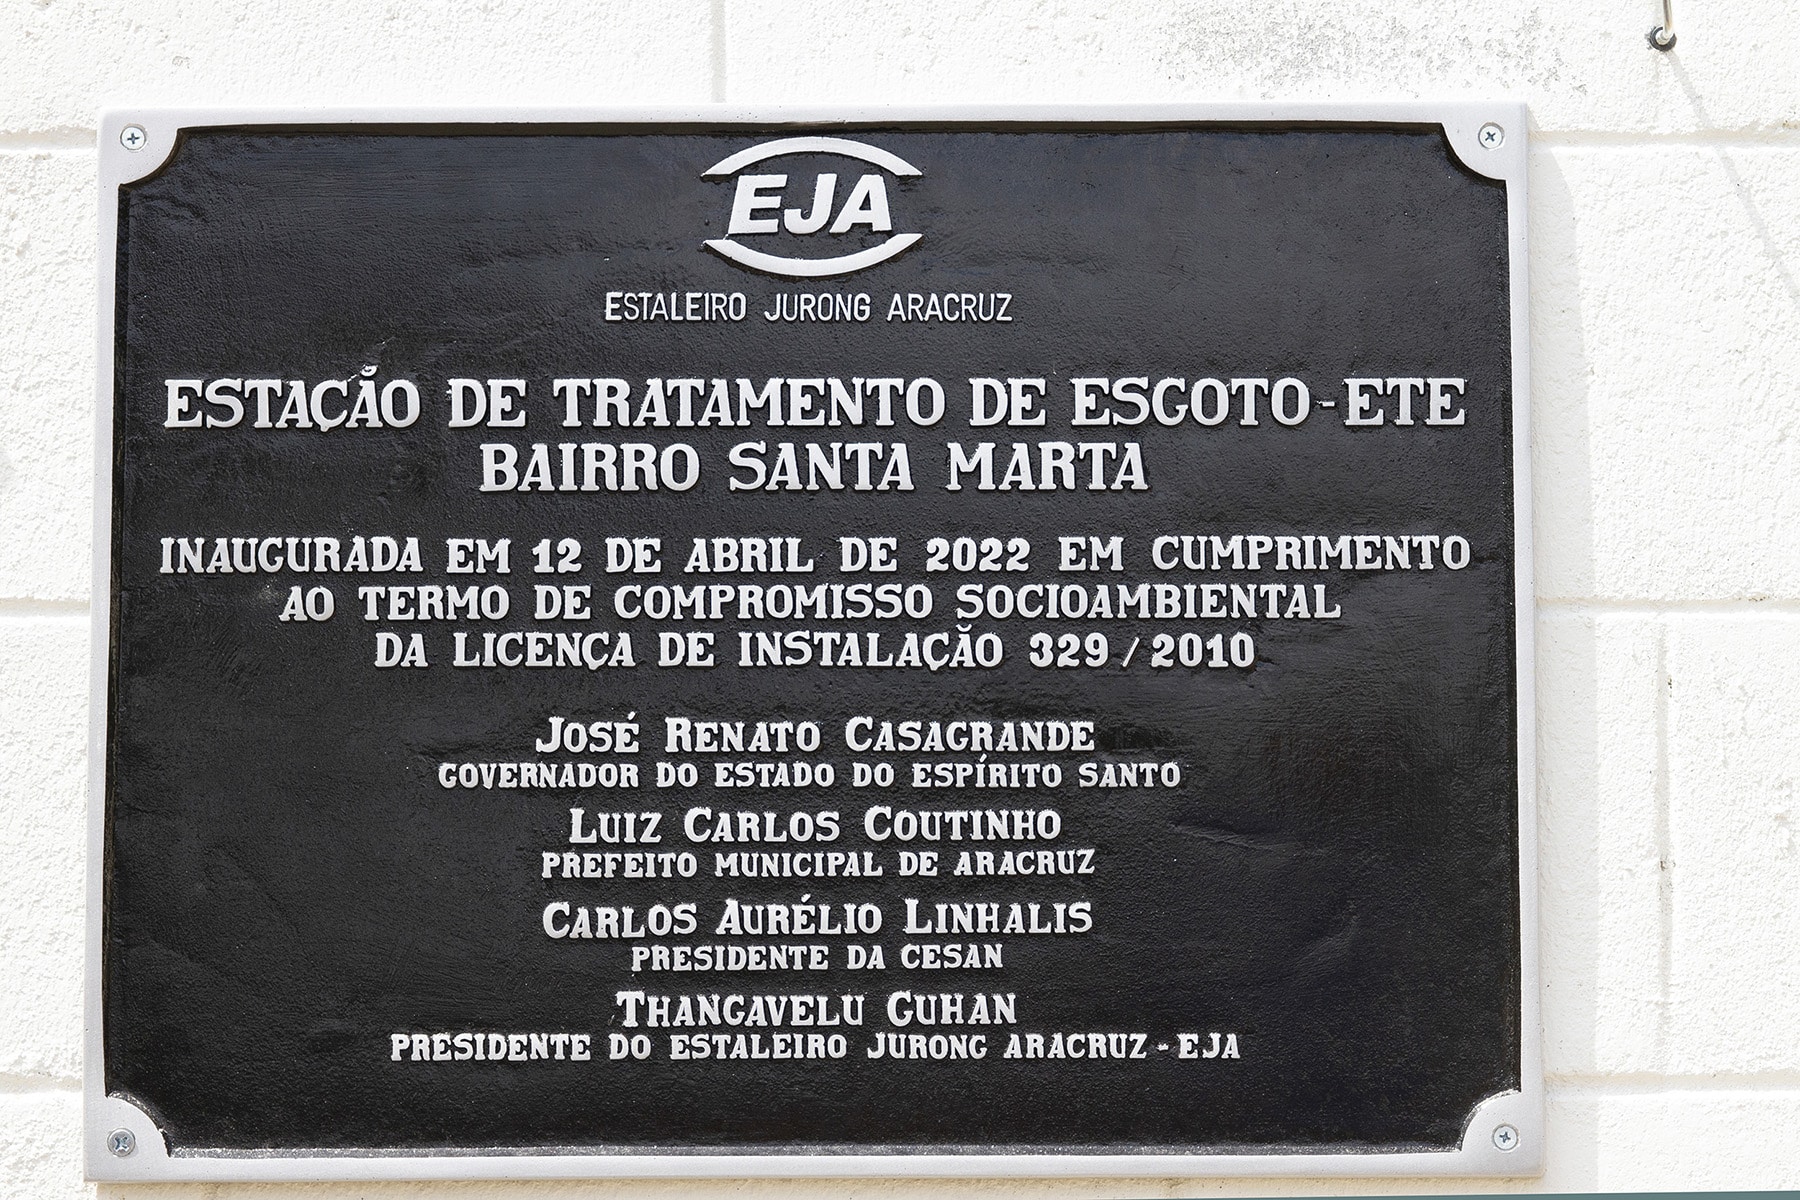 EJA
ESTALEIRO JURONG ARACRUZ
ESTAÇÃO DE TRATAMENTO DE ESGOTO-ETE
BAIRRO SANTA MARTA
INAUGURADA EM 12 DE ABRIL DE 2022 EM CUMPRIMENTO
AO TERMO DE COMPROMISSO SOCIOAMBIENTAL
DA LICENÇA DE INSTALAÇÃO 329/2010
JOSÉ RENATO CASAGRANDE
GOVERNADOR DO ESTADO DO ESPÍRITO SANTO
LUIZ CARLOS COUTINHO
PREFEITO MUNICIPAL DE ARACRUZ
CARLOS AURÉLIO LINHALIS
PRESIDENTE DA CESAN
THANGAVELU GUHAN
PRESIDENTE DO ESTALEIRO JURONG ARACRUZ - EJA